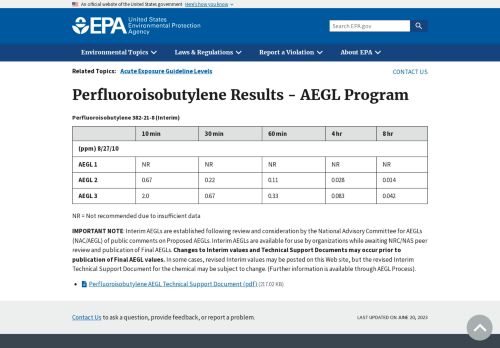 An official website of the United States government Here's how you know
EPA United States
Environmental Protection
Agency
Search EPA.gov
Environmental Topics Laws & Regulations Report a Violation About EPA
Related Topics: Acute Exposure Guideline Levels CONTACT US
Perfluoroisobutylene Results - AEGL Program
Perfluoroisobutylene 382-21-8 (Interim)
10 min 30 min 60 min 4 hr 8 hr
(ppm) 8/27/10
AEGL 1 NR NR NR NR NR
AEGL 2 0.67 0.22 0.11 0.028 0.014
AEGL 3 2.0 0.67 0.33 0.083 0.042
NR = Not recommended due to insufficient data
IMPORTANT NOTE: Interim AEGLs are established following review and consideration by the National Advisory Committee for AEGLs
(NAC/AEGL) of public comments on Proposed AEGLs. Interim AEGLs are available for use by organizations while awaiting NRC/NAS peer
review and publication of Final AEGLs. Changes to Interim values and Technical Support Documents may occur prior to
publication of Final AEGL values. In some cases, revised Interim values may be posted on this Web site, but the revised Interim
Technical Support Document for the chemical may be subject to change. (Further information is available through AEGL Process).
Perfluoroisobutylene AEGL Technical Support Document (pdf) (217.02 KB)
Contact Us to ask a question, provide feedback, or report a problem. LAST UPDATED ON JUNE 20, 2023